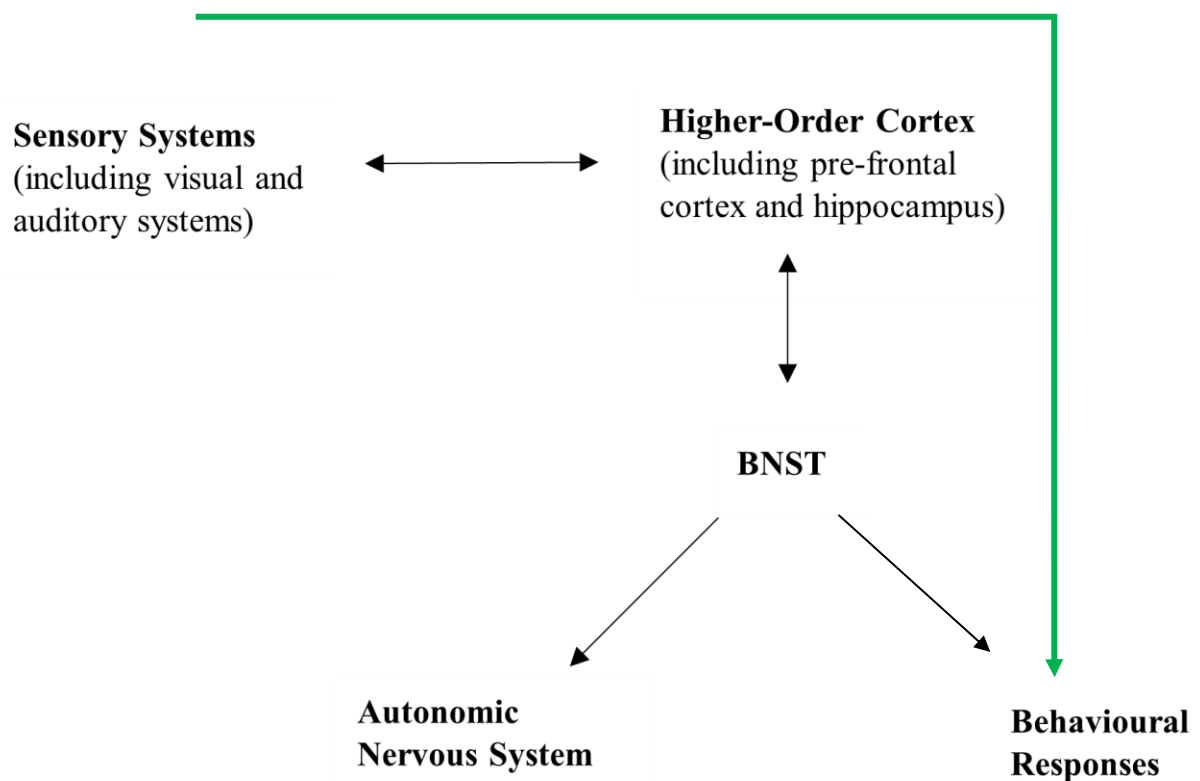 Sensory Systems
(including visual and
auditory systems)
Higher-Order Cortex
(including pre-frontal
cortex and hippocampus)
BNST
Autonomic
Nervous System
Behavioural
Responses